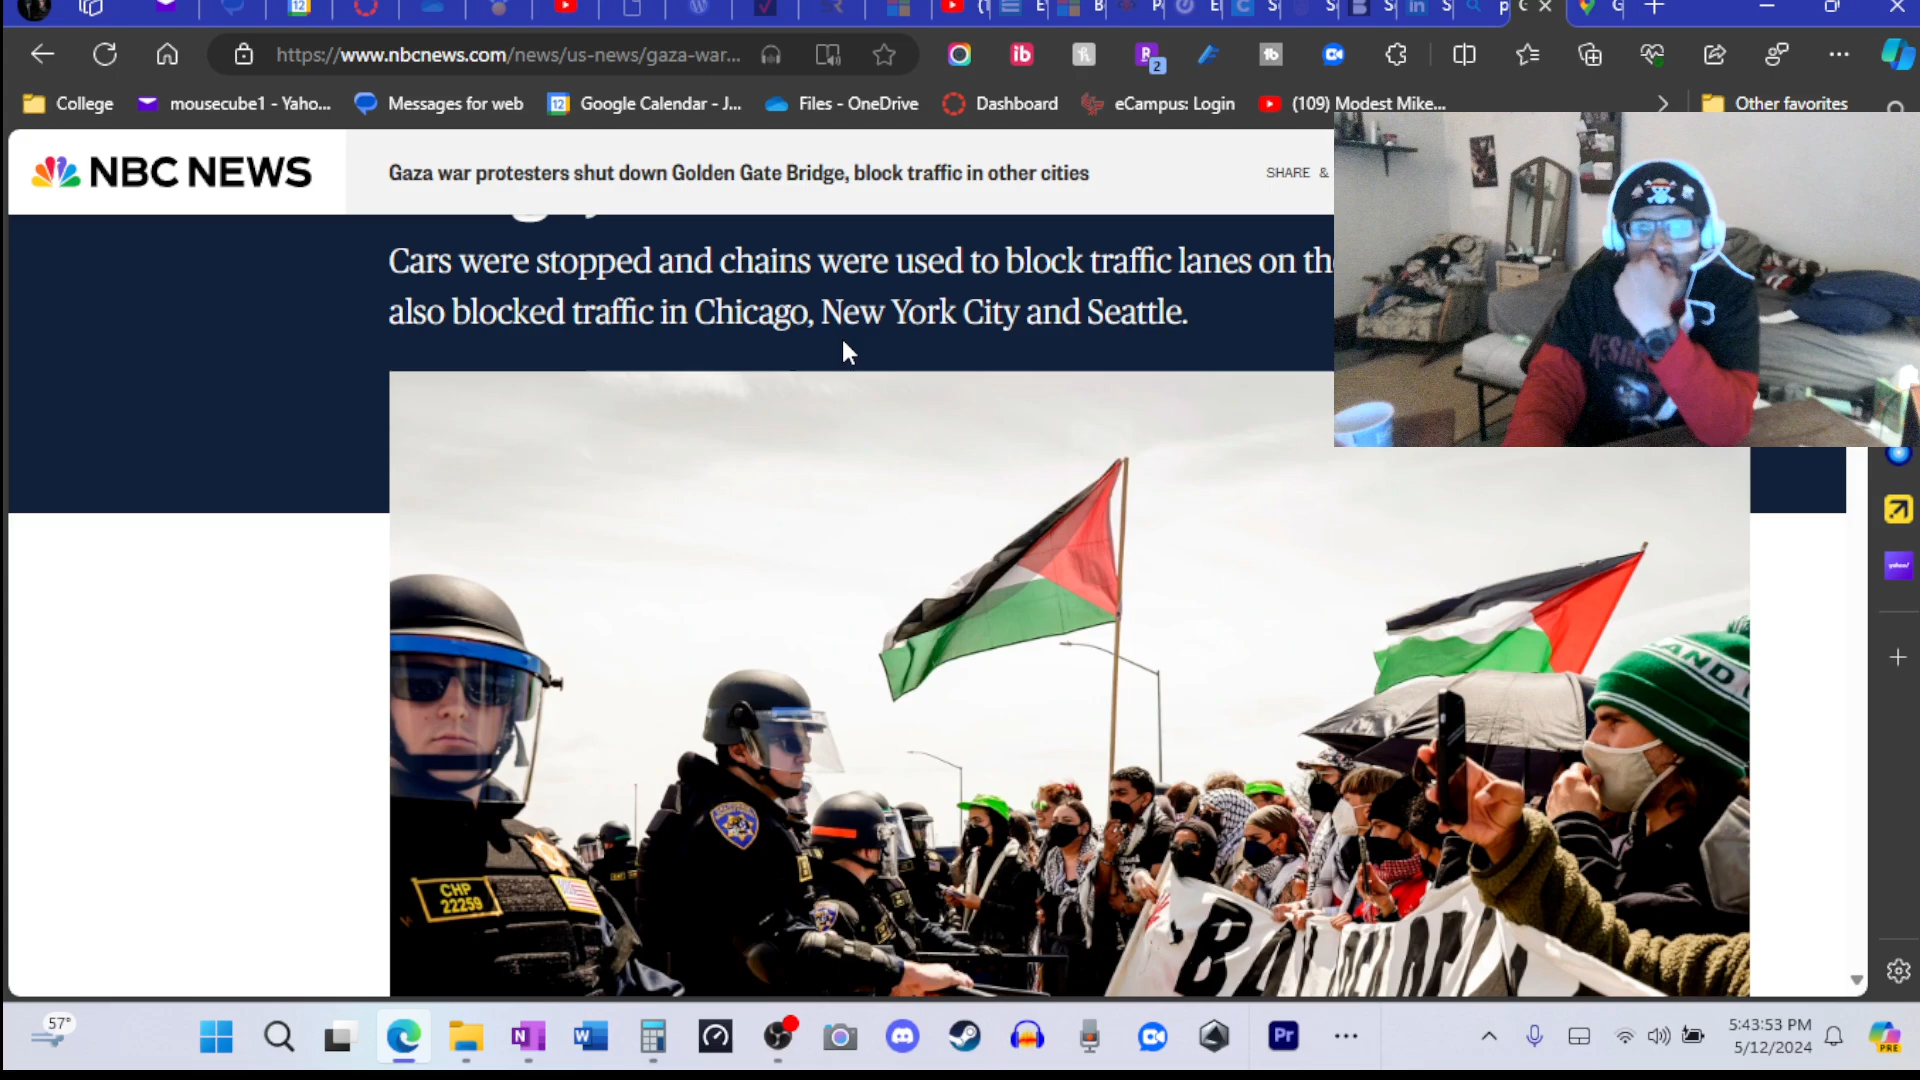 https://www.nbcnews.com/news/us-news/gaza-war...
2
College
mousecube1 - Yaho...
Messages for web
12
Google Calendar - J...
Files - OneDrive
Dashboard
eCampus: Login
(109) Modest Mike...
Other favorites
NBC NEWS
Gaza war protesters shut down Golden Gate Bridge, block traffic in other cities
SHARE &
Cars were stopped and chains were used to block traffic lanes on th
also blocked traffic in Chicago, New York City and Seattle.
CHP
22259
57°
5:43:53 PM
5/12/2024
PRE